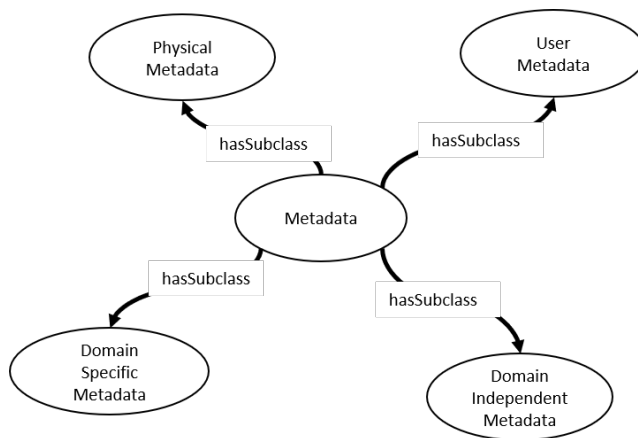 Physical
Metadata
User
Metadata
hasSubclass
hasSubclass
Metadata
hasSubclass
hasSubclass
Domain
Specific
Metadata
Domain
Independent
Metadata